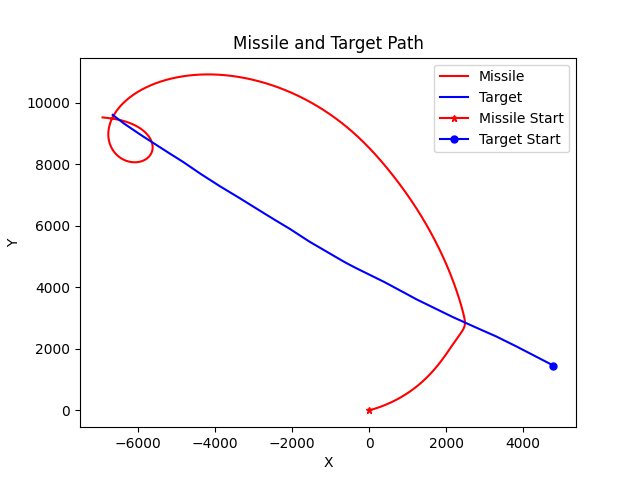 Missile and Target Path
Missile
Target
Missile Start
Target Start
10000
8000
6000
4000
2000
0
Y
−6000 −4000 −2000 0 2000 4000
X